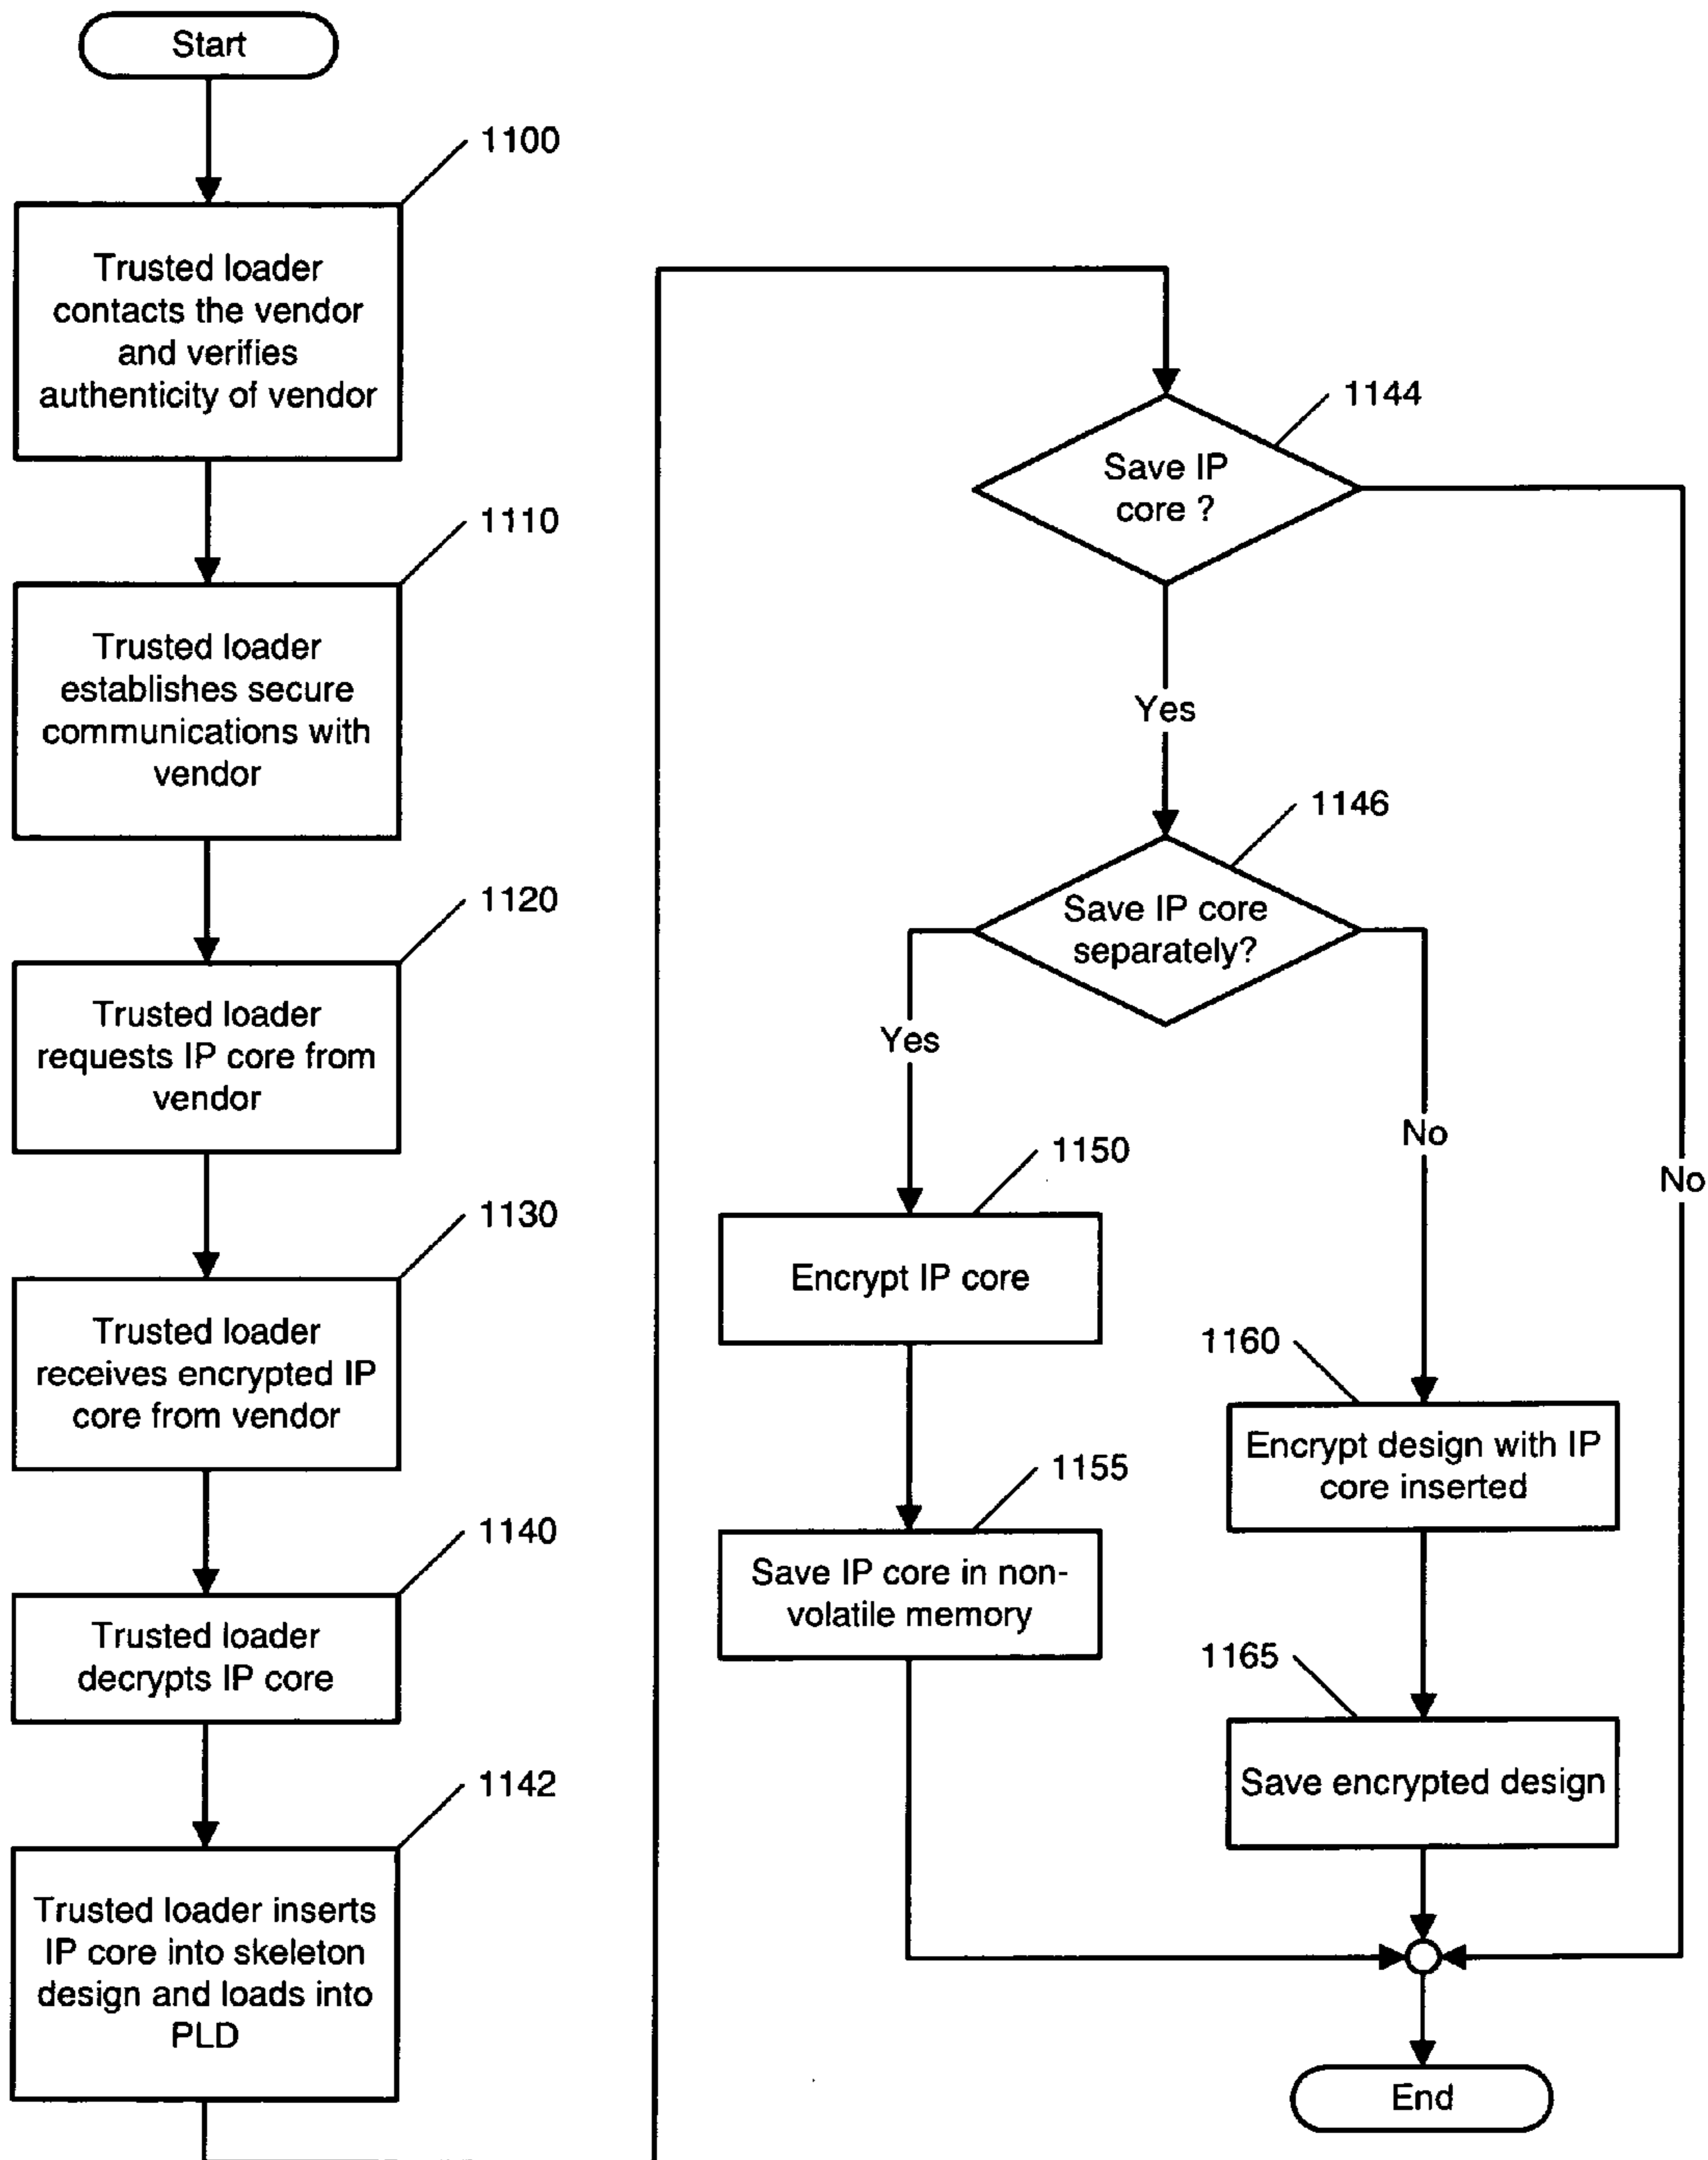 Start
1100
Trusted loader
contacts the vendor
and verifies
authenticity of vendor
1110
Trusted loader
establishes secure
communications with
vendor
1120
Trusted loader
requests IP core from
vendor
1130
Trusted loader
receives encrypted IP
core from vendor
1140
Trusted loader
decrypts IP core
1142
Trusted loader inserts
IP core into skeleton
design and loads into
PLD
1144
Save IP
core ?
Yes
No
1146
Save IP core
separately?
Yes
No
1150
Encrypt IP core
1155
Save IP core in non-
volatile memory
1160
Encrypt design with IP
core inserted
1165
Save encrypted design
End